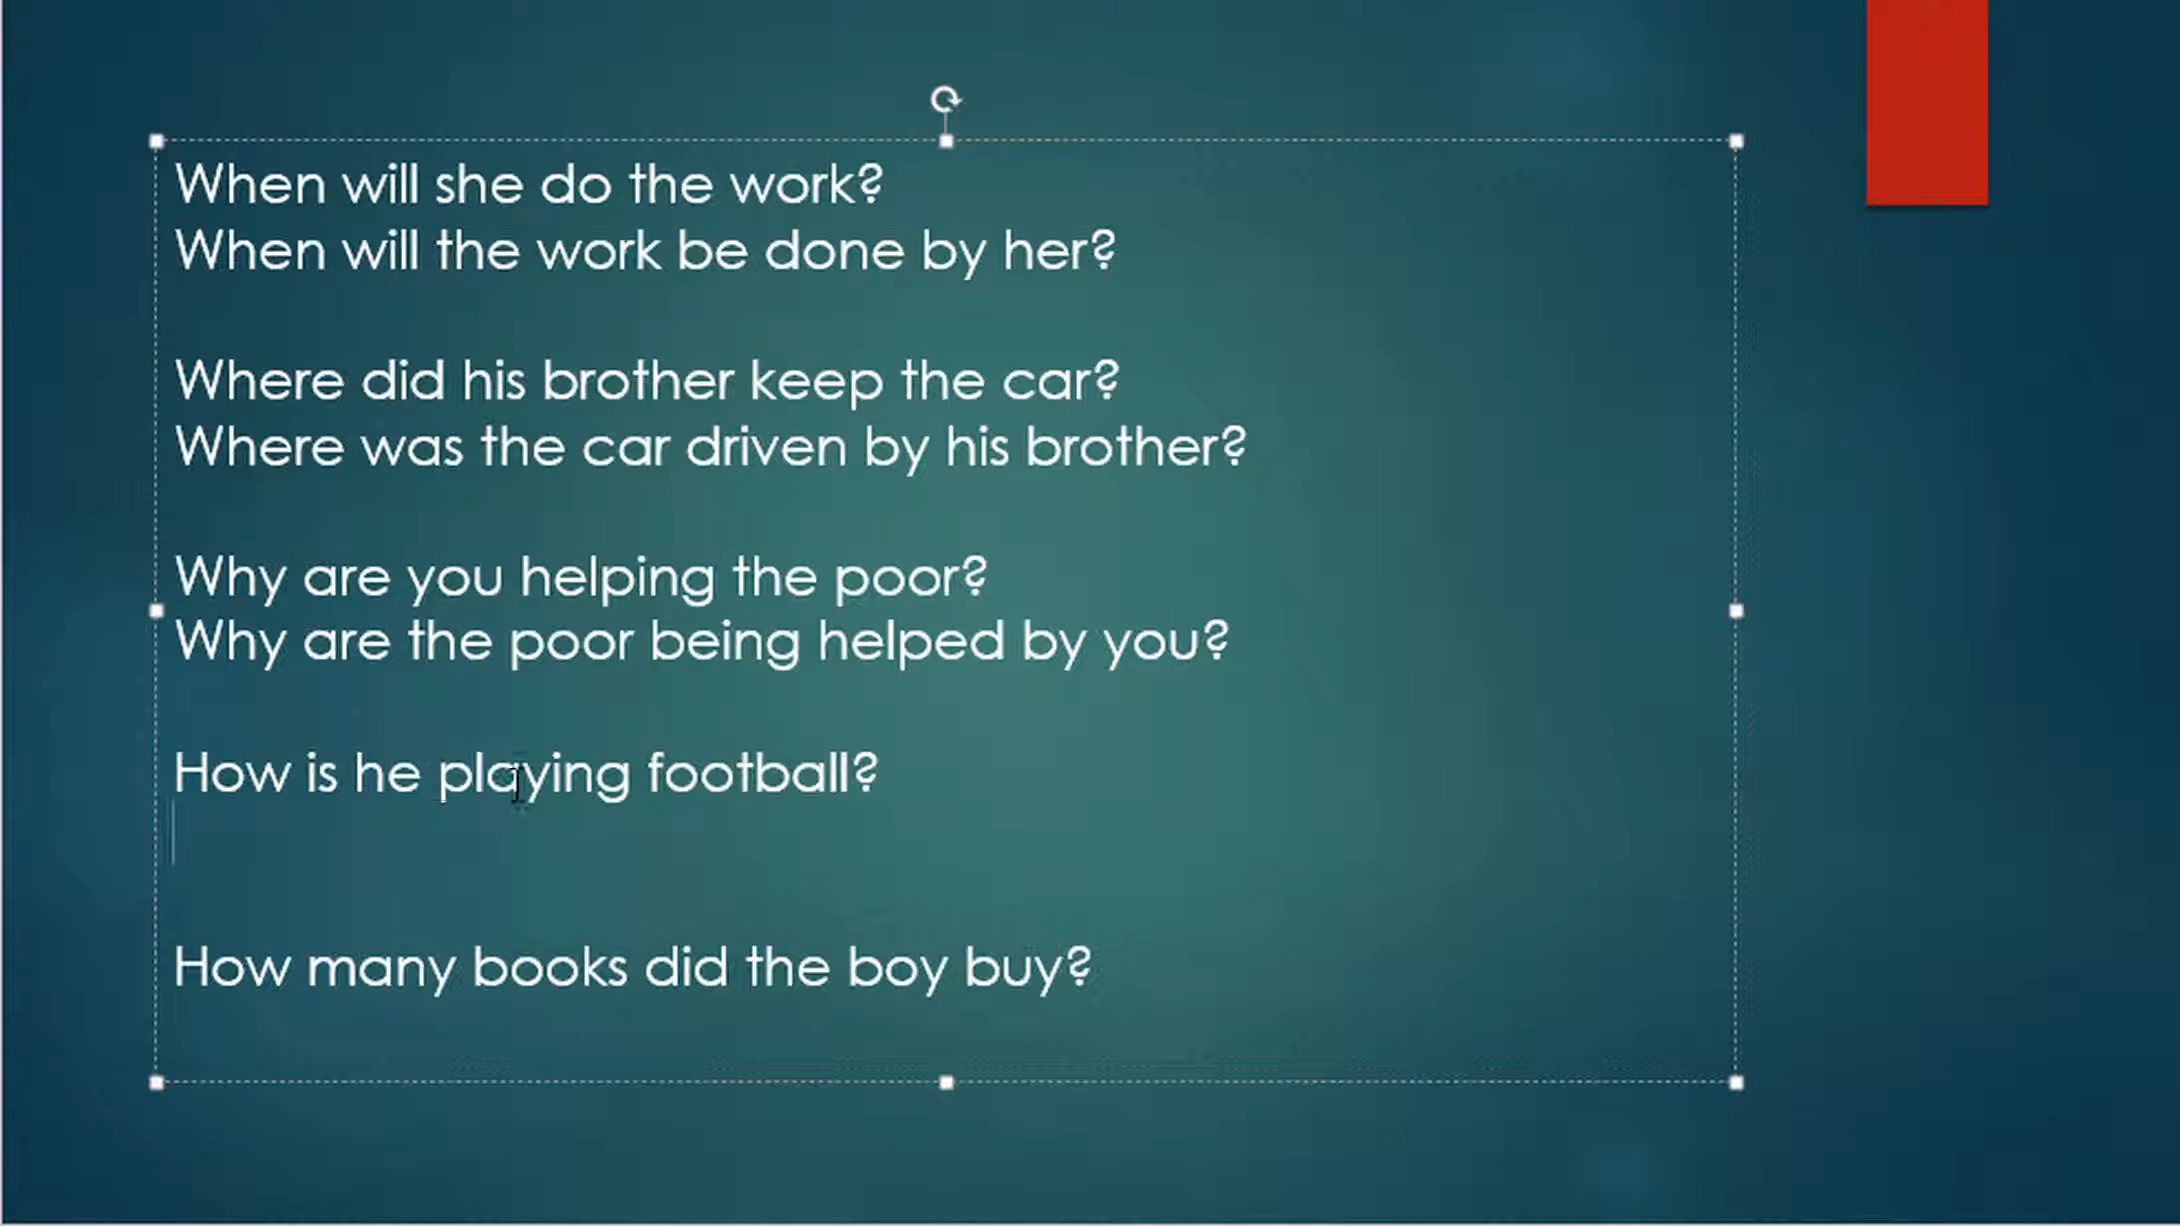 When will she do the work?
When will the work be done by her?
Where did his brother keep the car?
Where was the car driven by his brother?
Why are you helping the poor?
Why are the poor being helped by you?
How is he playing football?
How many books did the boy buy?